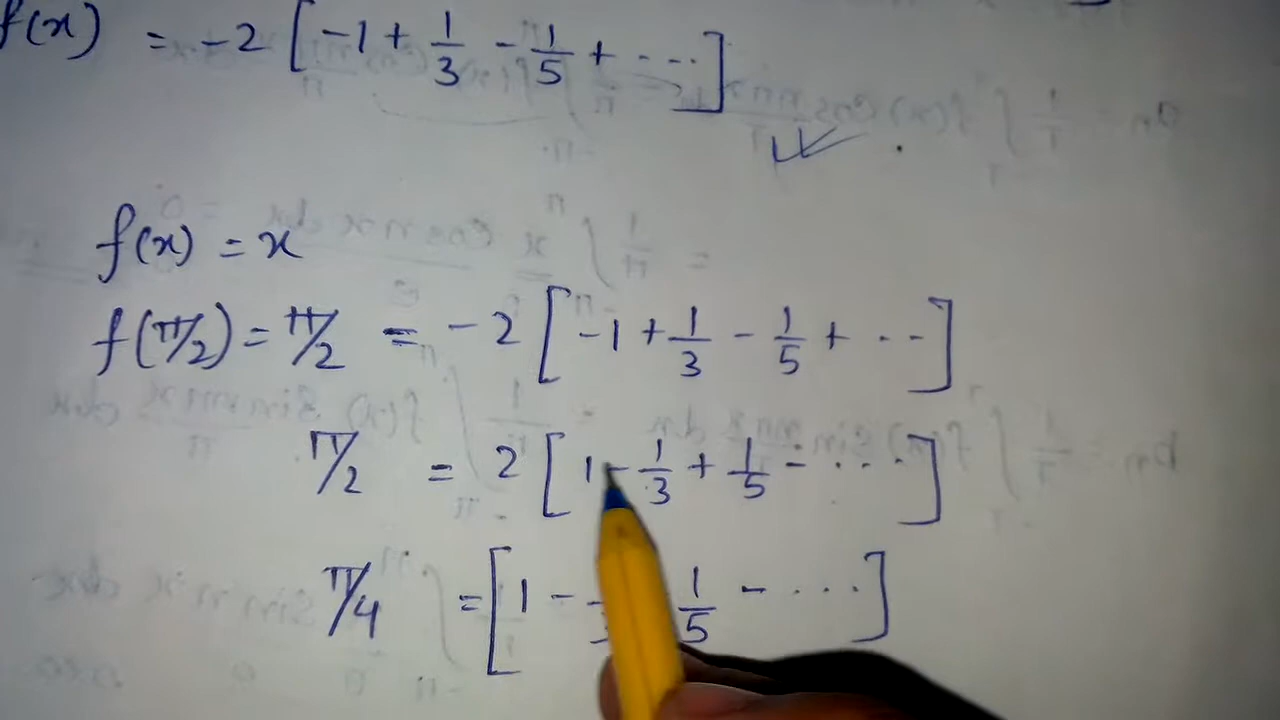 f(x) = -2 [ -1 + 1/3 - 1/5 + ... ]
f(x) = x
f(π/2) = π/2 = -2 [ -1 + 1/3 - 1/5 + ... ]
π/2 = 2 [ 1 - 1/3 + 1/5 - ... ]
π/4 = [ 1 - 1/5 - ... ]